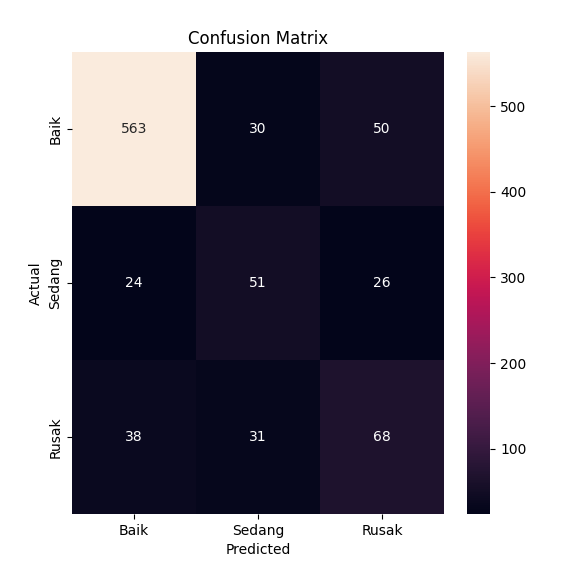 Confusion Matrix
Baik
563
30
50
Actual
Sedang
24
51
26
Rusak
38
31
68
Baik
Sedang
Rusak
Predicted
500
400
300
200
100